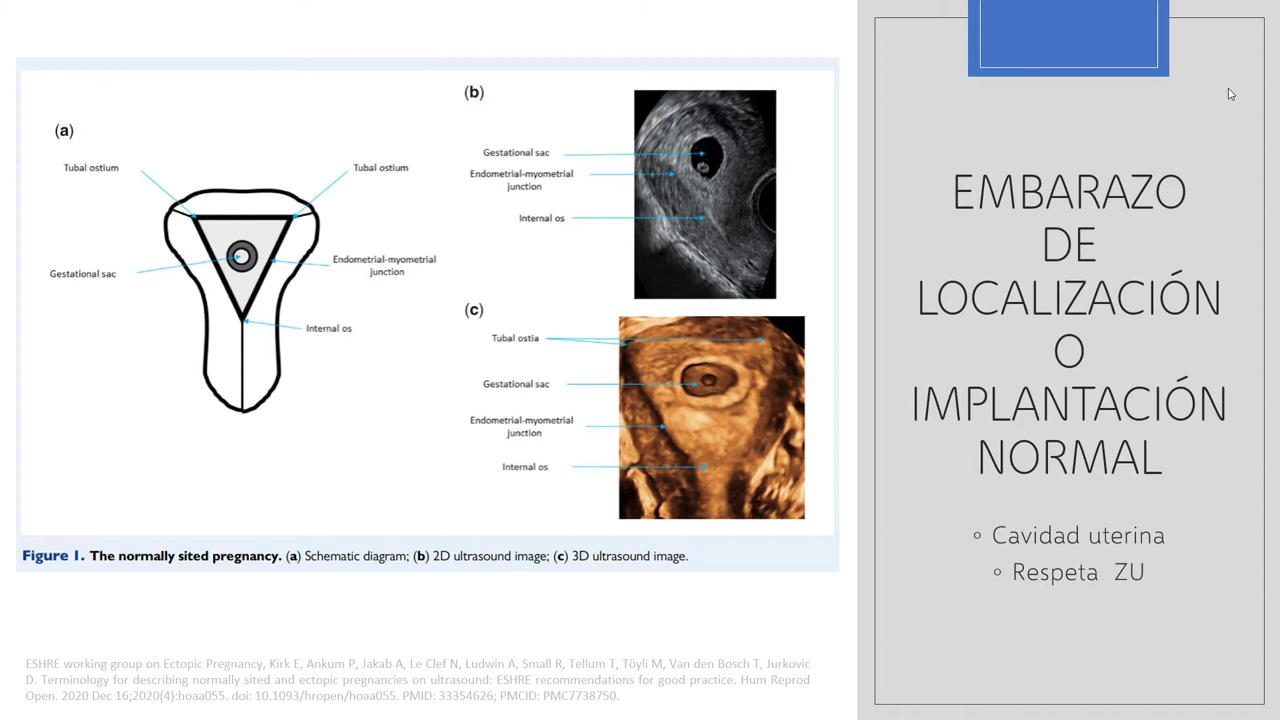 (a)
Tubal ostium
Tubal ostium
Gestational sac
Endometrial-myometrial
junction
Internal os
(b)
Gestational sac
Endometrial-myometrial
junction
Internal os
(c)
Tubal ostia
Gestational sac
Endometrial-myometrial
junction
Internal os
Figure 1. The normally sited pregnancy. (a) Schematic diagram; (b) 2D ultrasound image; (c) 3D ultrasound image.
ESHRE working group on Ectopic Pregnancy, Kirk E, Ankum P, Jakab A, Le Clef N, Ludwin A, Small R, Tellum T, Töyli M, Van den Bosch T, Jurkovic
D. Terminology for describing normally sited and ectopic pregnancies on ultrasound: ESHRE recommendations for good practice. Hum Reprod
Open. 2020 Dec 16;2020(4):hoaa055. doi: 10.1093/hropen/hoaa055. PMID: 33354626; PMCID: PMC7738750.
EMBARAZO
DE
LOCALIZACIÓN
O
IMPLANTACIÓN
NORMAL
◦ Cavidad uterina
◦ Respeta ZU